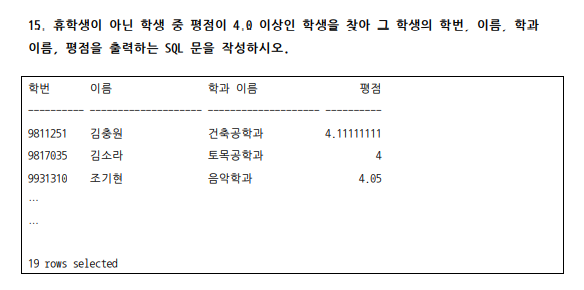 15. 휴학생이 아닌 학생 중 평점이 4.0 이상인 학생을 찾아 그 학생의 학번, 이름, 학과
이름, 평점을 출력하는 SQL 문을 작성하시오.
학번 이름 학과 이름 평점
---------- -------------------- -------------------- ----------
9811251 김충원 건축공학과 4.11111111
9817035 김소라 토목공학과 4
9931310 조기현 음악학과 4.05
...
...
19 rows selected